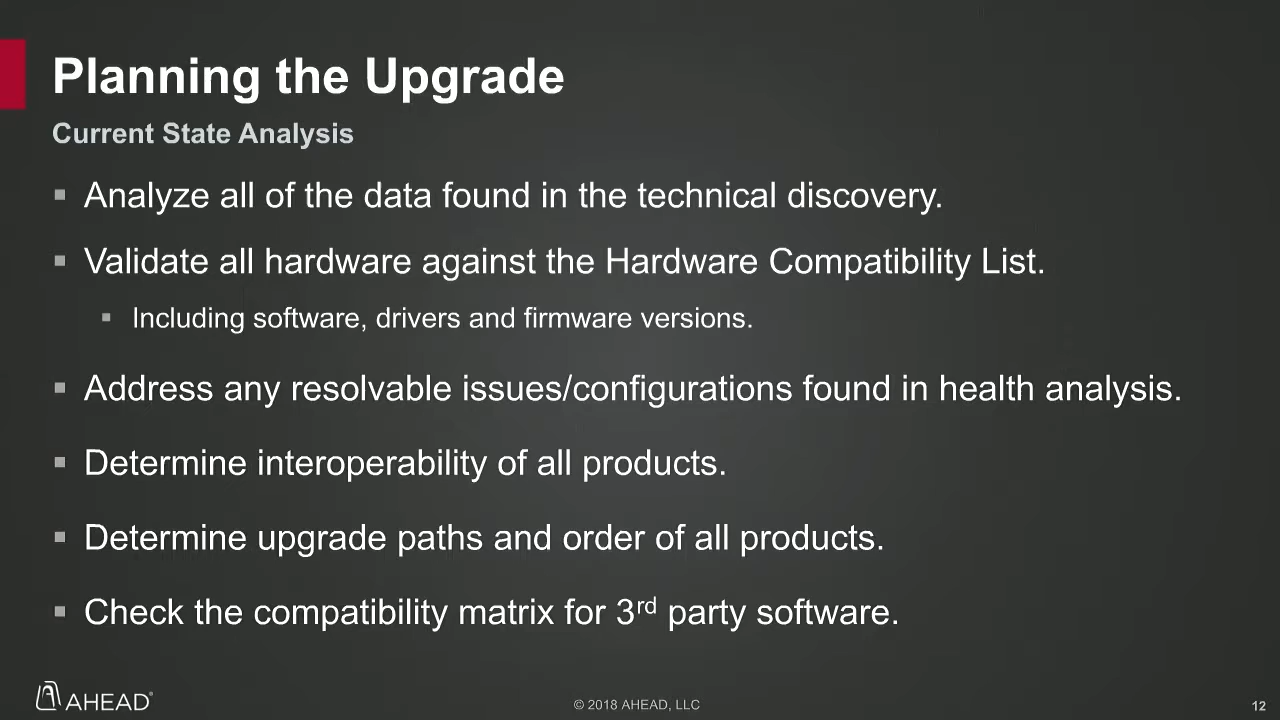 Planning the Upgrade
Current State Analysis
▪ Analyze all of the data found in the technical discovery.
▪ Validate all hardware against the Hardware Compatibility List.
▪ Including software, drivers and firmware versions.
▪ Address any resolvable issues/configurations found in health analysis.
▪ Determine interoperability of all products.
▪ Determine upgrade paths and order of all products.
▪ Check the compatibility matrix for 3rd party software.
AHEAD®
© 2018 AHEAD, LLC
12